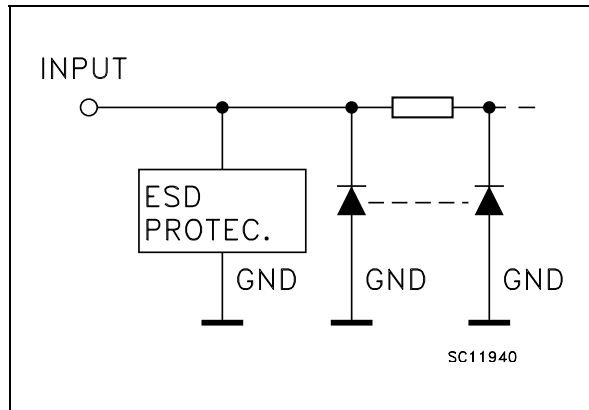 INPUT
ESD
PROTEC.
GND
GND
GND
SC11940